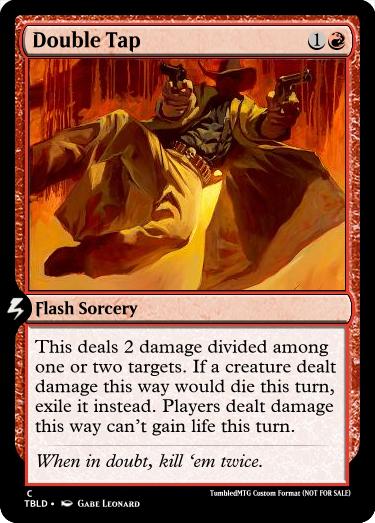 Double Tap 1
Flash Sorcery
This deals 2 damage divided among
one or two targets. If a creature dealt
damage this way would die this turn,
exile it instead. Players dealt damage
this way can't gain life this turn.
When in doubt, kill 'em twice.
C
TBLD • Gabe Leonard
TumbledMTG Custom Format (NOT FOR SALE)